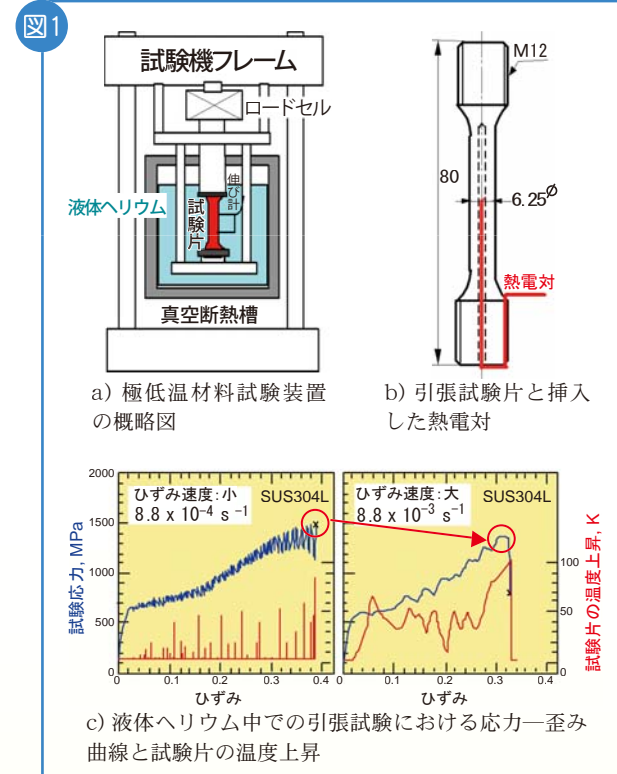 図1
試験機フレーム
ロードセル
伸び計
液体ヘリウム
試験片
真空断熱槽
a) 極低温材料試験装置
の概略図
M12
80
6.25ø
熱電対
b) 引張試験片と挿入
した熱電対
2000
1500
1000
500
0
試験応力, MPa
ひずみ速度:小
8.8 x 10⁻⁴ s ⁻¹
SUS304L
0
0.1
0.2
0.3
0.4
ひずみ
ひずみ速度:大
8.8 x 10⁻³ s⁻¹
SUS304L
0
0.1
0.2
0.3
0.4
ひずみ
100
50
0
試験片の温度上昇, K
c) 液体ヘリウム中での引張試験における応力―歪み
曲線と試験片の温度上昇